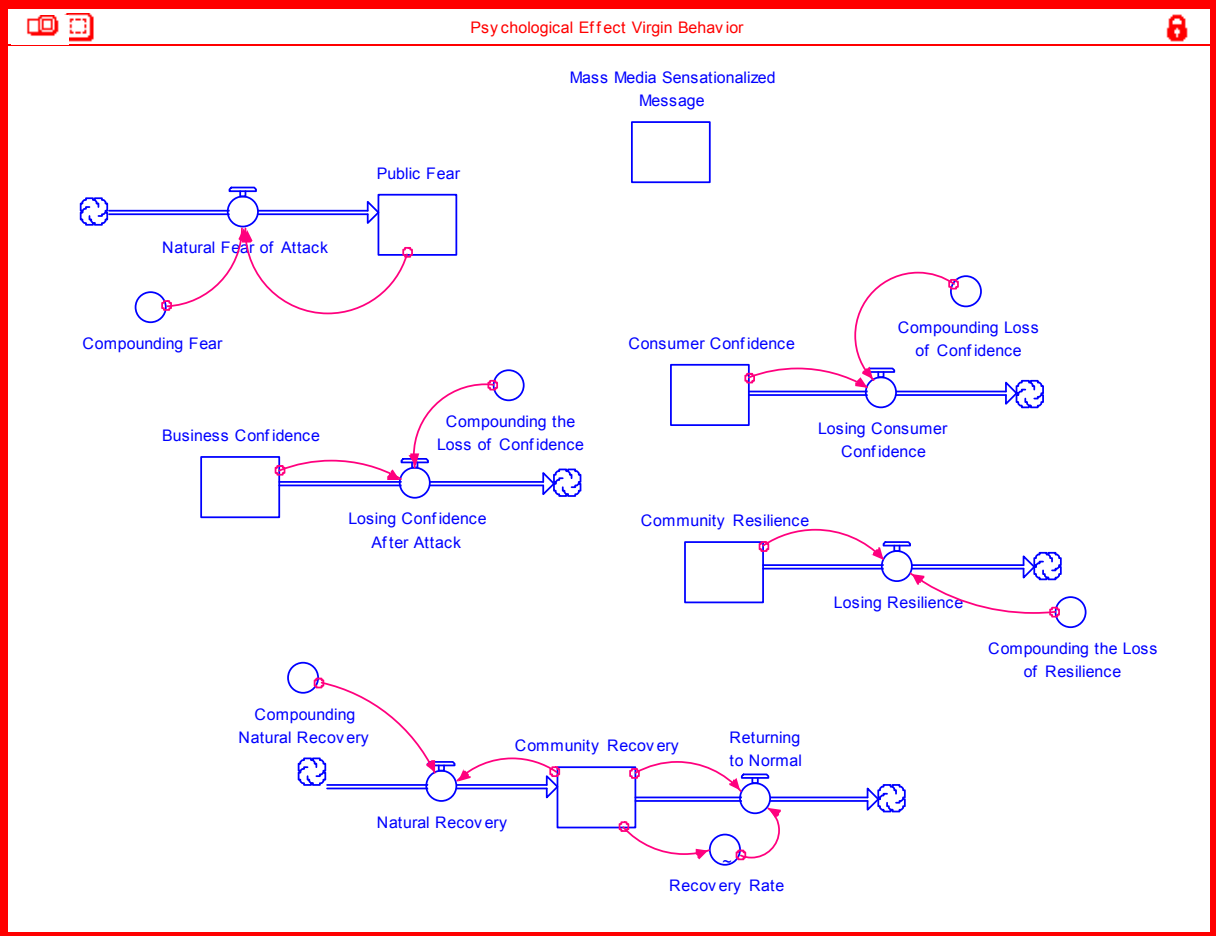 Psychological Effect Virgin Behavior
Mass Media Sensationalized
Message
Public Fear
Natural Fear of Attack
Compounding Fear
Compounding Loss
of Confidence
Consumer Confidence
Losing Consumer
Confidence
Compounding the
Loss of Confidence
Business Confidence
Losing Confidence
After Attack
Community Resilience
Losing Resilience
Compounding the Loss
of Resilience
Compounding
Natural Recovery
Community Recovery
Returning
to Normal
Natural Recovery
Recovery Rate
~